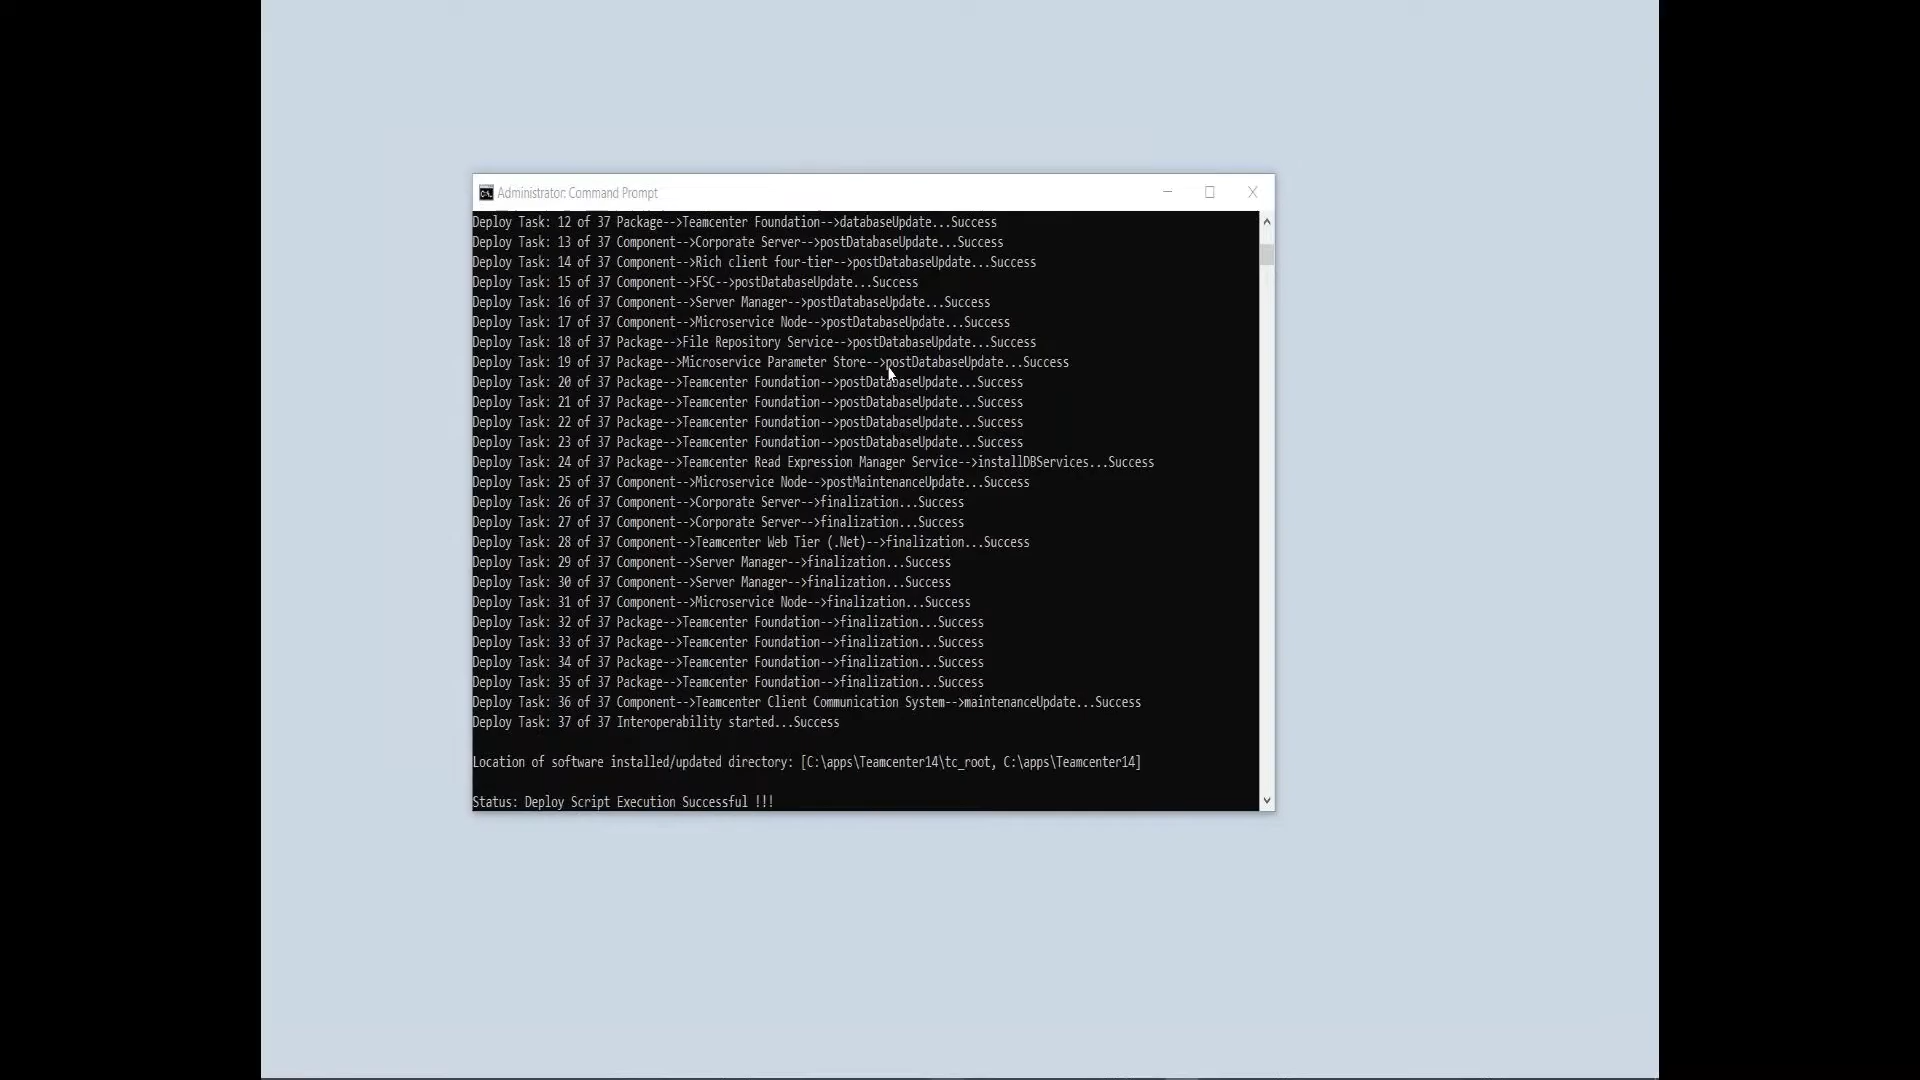 Administrator: Command Prompt
Deploy Task: 12 of 37 Package-->Teamcenter Foundation-->databaseUpdate...Success
Deploy Task: 13 of 37 Component-->Corporate Server-->postDatabaseUpdate...Success
Deploy Task: 14 of 37 Component-->Rich client four-tier-->postDatabaseUpdate...Success
Deploy Task: 15 of 37 Component-->FSC-->postDatabaseUpdate...Success
Deploy Task: 16 of 37 Component-->Server Manager-->postDatabaseUpdate...Success
Deploy Task: 17 of 37 Component-->Microservice Node-->postDatabaseUpdate...Success
Deploy Task: 18 of 37 Package-->File Repository Service-->postDatabaseUpdate...Success
Deploy Task: 19 of 37 Package-->Microservice Parameter Store-->postDatabaseUpdate...Success
Deploy Task: 20 of 37 Package-->Teamcenter Foundation-->postDatabaseUpdate...Success
Deploy Task: 21 of 37 Package-->Teamcenter Foundation-->postDatabaseUpdate...Success
Deploy Task: 22 of 37 Package-->Teamcenter Foundation-->postDatabaseUpdate...Success
Deploy Task: 23 of 37 Package-->Teamcenter Foundation-->postDatabaseUpdate...Success
Deploy Task: 24 of 37 Package-->Teamcenter Read Expression Manager Service-->installDBServices...Success
Deploy Task: 25 of 37 Component-->Microservice Node-->postMaintenanceUpdate...Success
Deploy Task: 26 of 37 Component-->Corporate Server-->finalization...Success
Deploy Task: 27 of 37 Component-->Corporate Server-->finalization...Success
Deploy Task: 28 of 37 Component-->Teamcenter Web Tier (.Net)-->finalization...Success
Deploy Task: 29 of 37 Component-->Server Manager-->finalization...Success
Deploy Task: 30 of 37 Component-->Server Manager-->finalization...Success
Deploy Task: 31 of 37 Component-->Microservice Node-->finalization...Success
Deploy Task: 32 of 37 Package-->Teamcenter Foundation-->finalization...Success
Deploy Task: 33 of 37 Package-->Teamcenter Foundation-->finalization...Success
Deploy Task: 34 of 37 Package-->Teamcenter Foundation-->finalization...Success
Deploy Task: 35 of 37 Package-->Teamcenter Foundation-->finalization...Success
Deploy Task: 36 of 37 Component-->Teamcenter Client Communication System-->maintenanceUpdate...Success
Deploy Task: 37 of 37 Interoperability started...Success
Location of software installed/updated directory: [C:\apps\Teamcenter14\tc_root, C:\apps\Teamcenter14]
Status: Deploy Script Execution Successful !!!